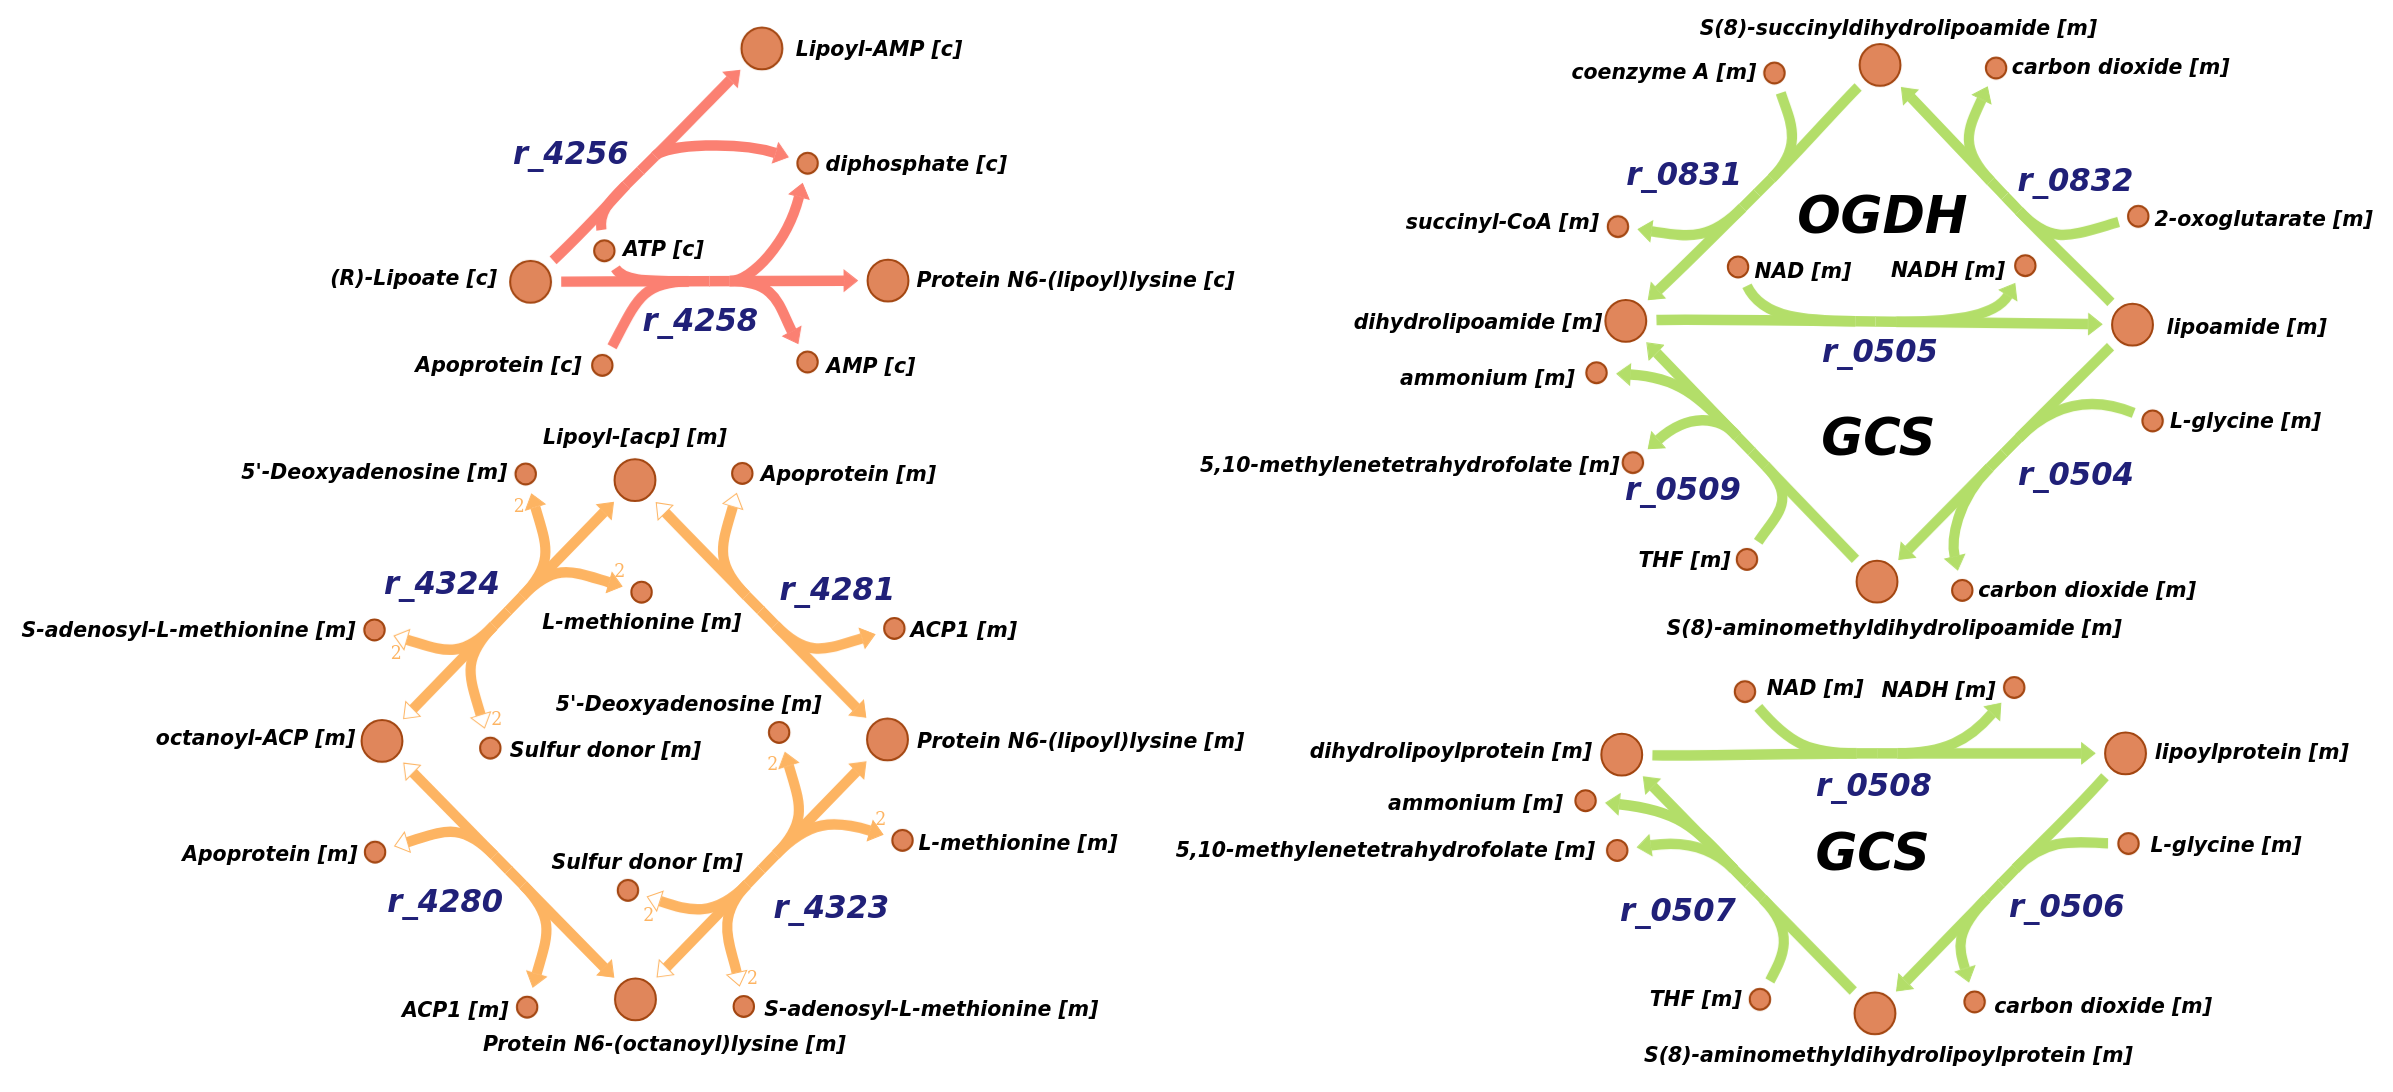 Lipoyl-AMP [c]
r_4256
diphosphate [c]
ATP [c]
(R)-Lipoate [c]
Protein N6-(lipoyl)lysine [c]
r_4258
Apoprotein [c]
AMP [c]
Lipoyl-[acp] [m]
5'-Deoxyadenosine [m]
Apoprotein [m]
2
2
r_4324
r_4281
L-methionine [m]
S-adenosyl-L-methionine [m]
ACP1 [m]
2
5'-Deoxyadenosine [m]
2
octanoyl-ACP [m]
Sulfur donor [m]
Protein N6-(lipoyl)lysine [m]
2
2
Apoprotein [m]
L-methionine [m]
Sulfur donor [m]
r_4280
2
r_4323
2
ACP1 [m]
S-adenosyl-L-methionine [m]
Protein N6-(octanoyl)lysine [m]
S(8)-succinyldihydrolipoamide [m]
coenzyme A [m]
carbon dioxide [m]
r_0831
r_0832
OGDH
succinyl-CoA [m]
2-oxoglutarate [m]
NAD [m]
NADH [m]
dihydrolipoamide [m]
lipoamide [m]
r_0505
ammonium [m]
GCS
L-glycine [m]
5,10-methylenetetrahydrofolate [m]
r_0509
r_0504
THF [m]
carbon dioxide [m]
S(8)-aminomethyldihydrolipoamide [m]
NAD [m]
NADH [m]
dihydrolipoylprotein [m]
lipoylprotein [m]
r_0508
ammonium [m]
GCS
5,10-methylenetetrahydrofolate [m]
L-glycine [m]
r_0507
r_0506
THF [m]
carbon dioxide [m]
S(8)-aminomethyldihydrolipoylprotein [m]